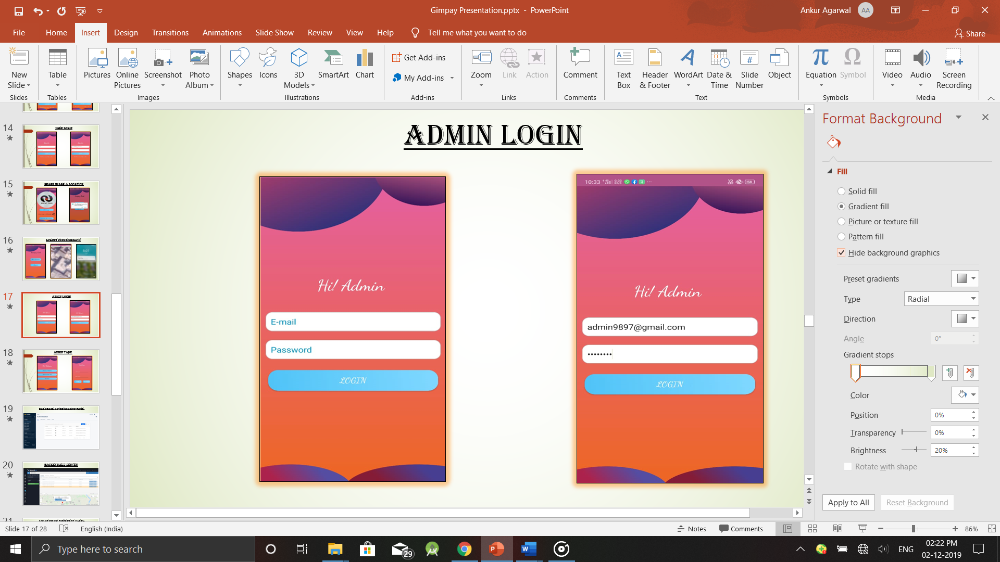 Gimpay Presentation.pptx - PowerPoint
Ankur Agarwal
AA
File
Home
Insert
Design
Transitions
Animations
Slide Show
Review
View
Help
Tell me what you want to do
Share
New
Slide
Table
Pictures
Online
Pictures
Screenshot
Photo
Album
Shapes
Icons
3D
Models
SmartArt
Chart
Get Add-ins
My Add-ins
Zoom
Link
Action
Comment
Text
Box
Header
& Footer
WordArt
Date &
Time
Slide
Number
Object
Equation
Symbol
Video
Audio
Screen
Recording
Slides
Tables
Images
Illustrations
Add-ins
Links
Comments
Text
Symbols
Media
14
USER LOGIN
15
SHARE IMAGE & LOCATION
16
LOGOUT FUNCTIONALITY
17
ADMIN LOGIN
18
ADMIN TASK
19
20
BACKENDLESS SERVER
21
LOCATION OF DIFFERENT USERS
ADMIN LOGIN
Hi! Admin
E-mail
Password
LOGIN
10:33
Hi! Admin
admin9897@gmail.com
••••••••
LOGIN
Format Background
Fill
Solid fill
Gradient fill
Picture or texture fill
Pattern fill
Hide background graphics
Preset gradients
Type
Radial
Direction
Angle
0°
Gradient stops
Color
Position
0%
Transparency
0%
Brightness
20%
Rotate with shape
Apply to All
Reset Background
Slide 17 of 28
English (India)
Notes
Comments
86%
Type here to search
29
ENG
02:22 PM
02-12-2019